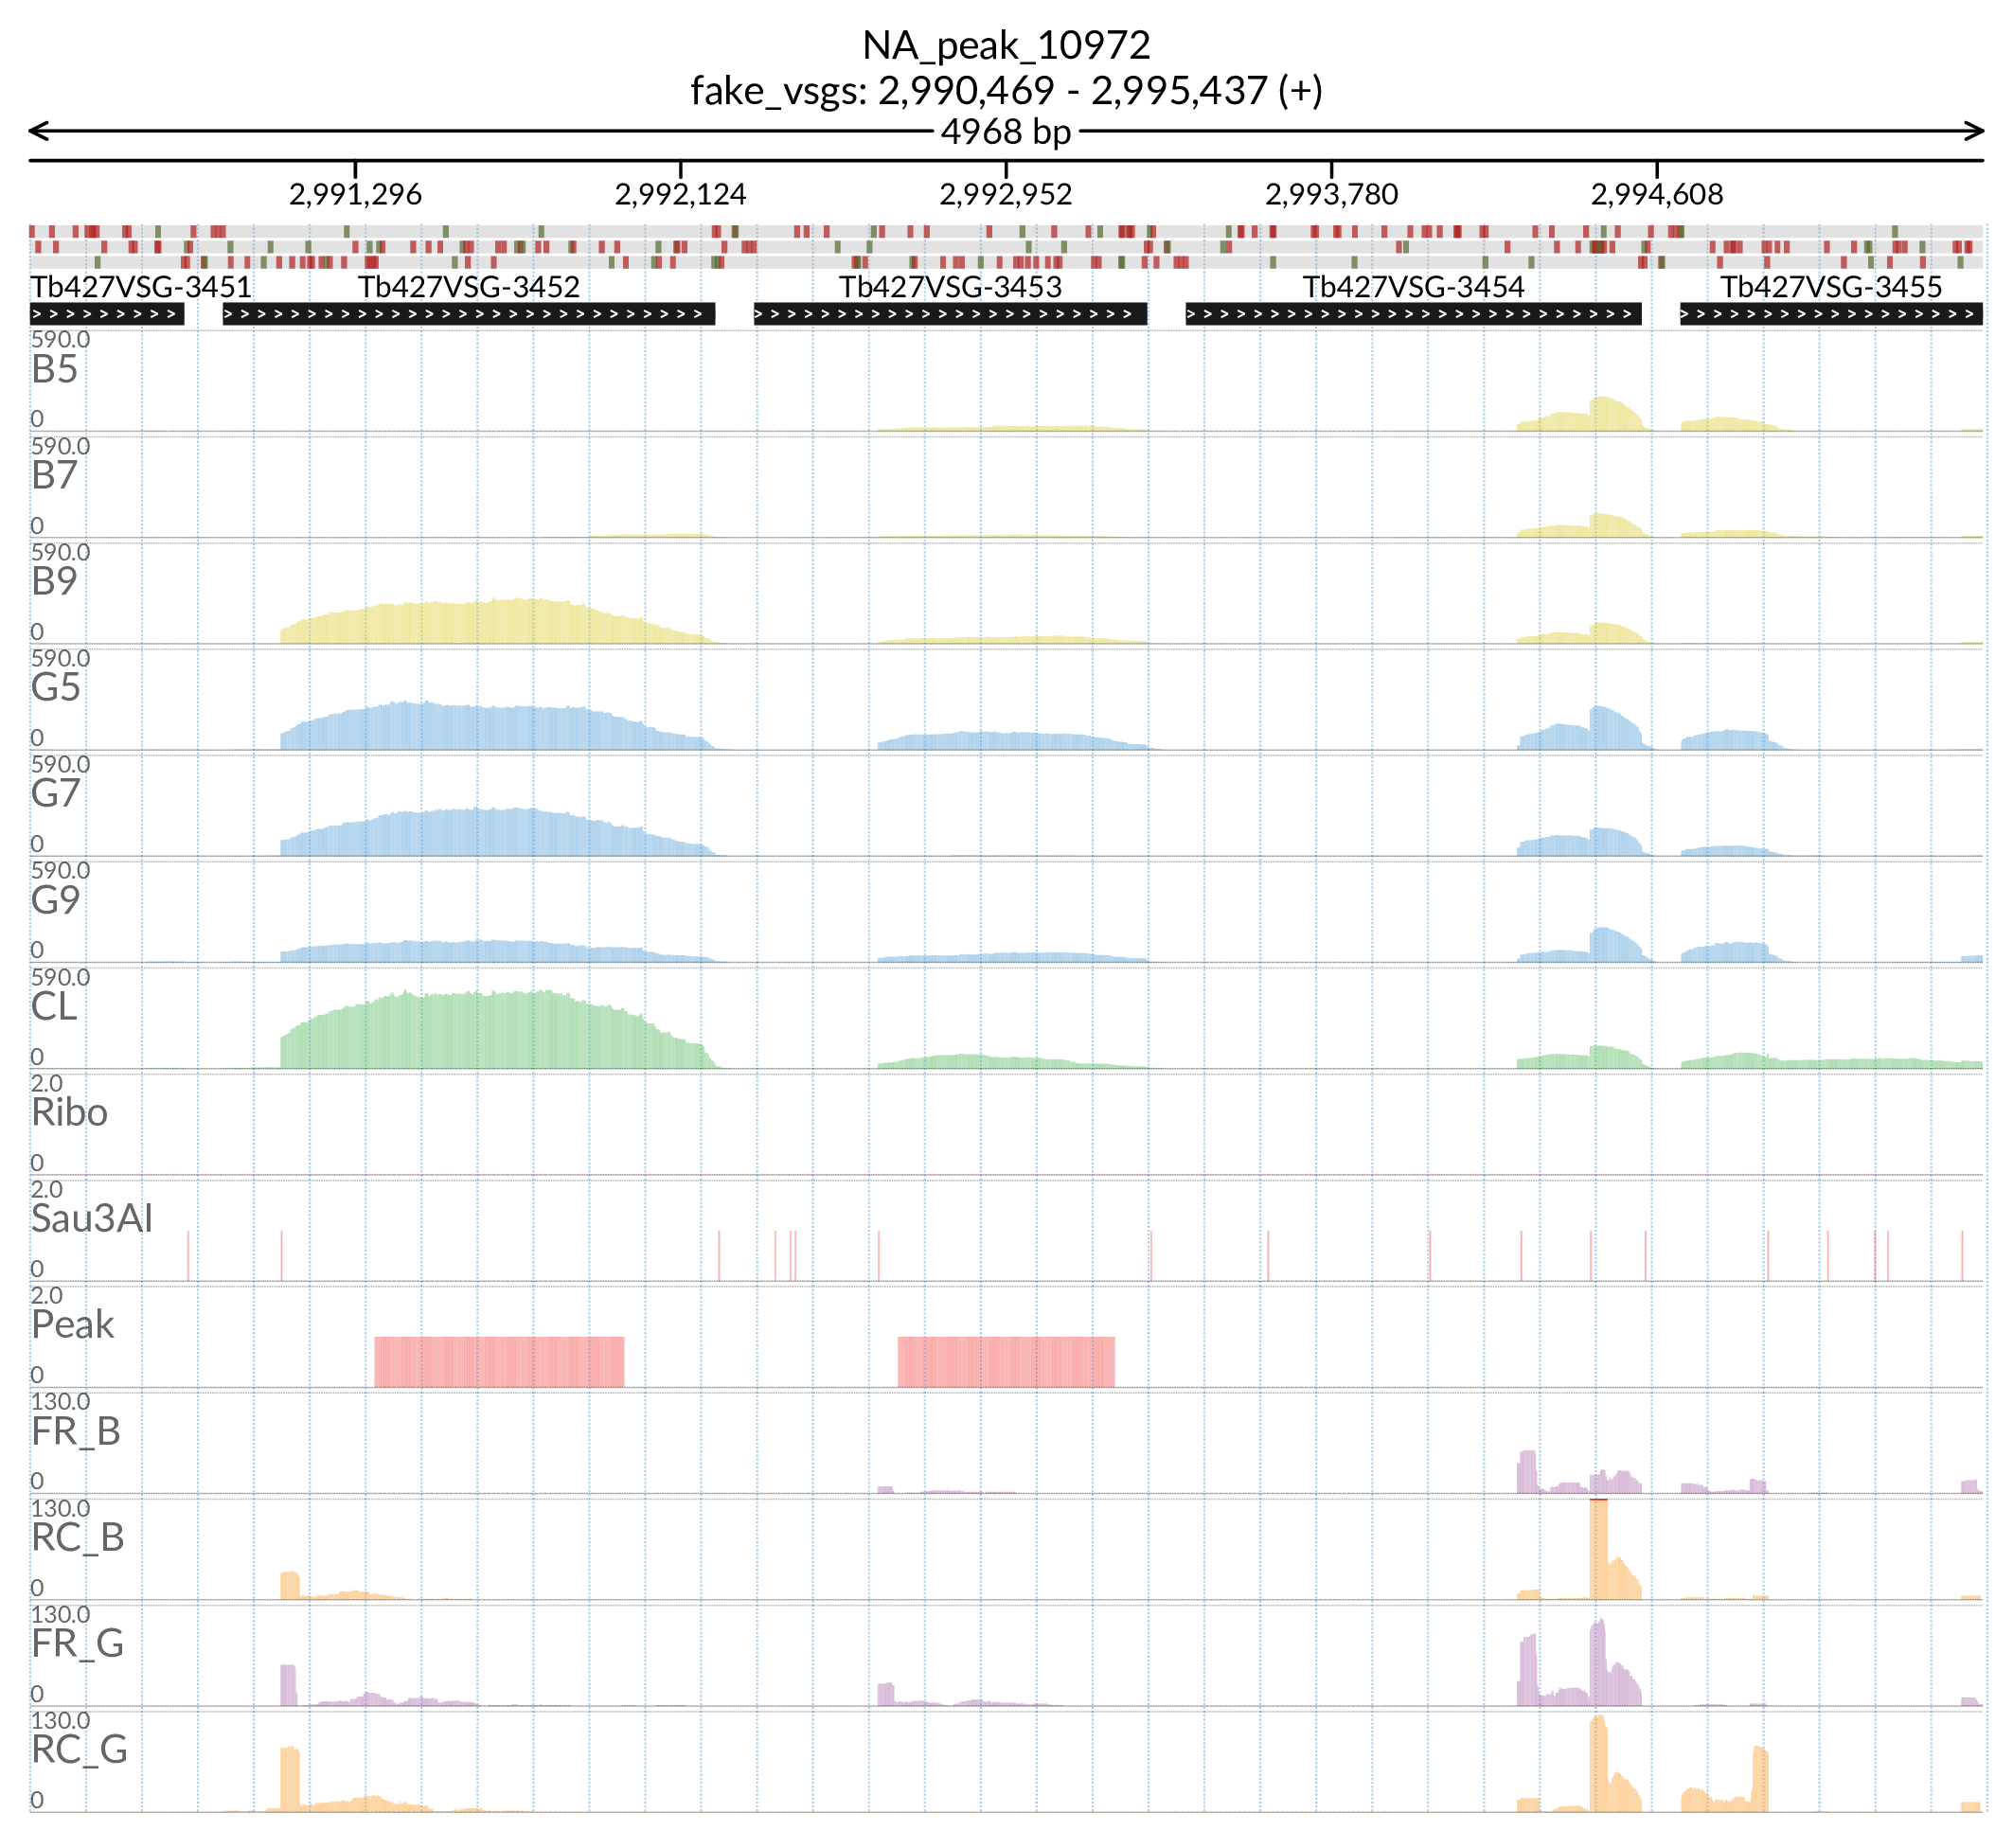 NA_peak_10972
fake_vsgs: 2,990,469 - 2,995,437 (+)
4968 bp
2,991,296 2,992,124 2,992,952 2,993,780 2,994,608
Tb427VSG-3451 Tb427VSG-3452 Tb427VSG-3453 Tb427VSG-3454 Tb427VSG-3455
590.0
B5
0
590.0
B7
0
590.0
B9
0
590.0
G5
0
590.0
G7
0
590.0
G9
0
590.0
CL
0
2.0
Ribo
0
2.0
Sau3AI
0
2.0
Peak
0
130.0
FR_B
0
130.0
RC_B
0
130.0
FR_G
0
130.0
RC_G
0